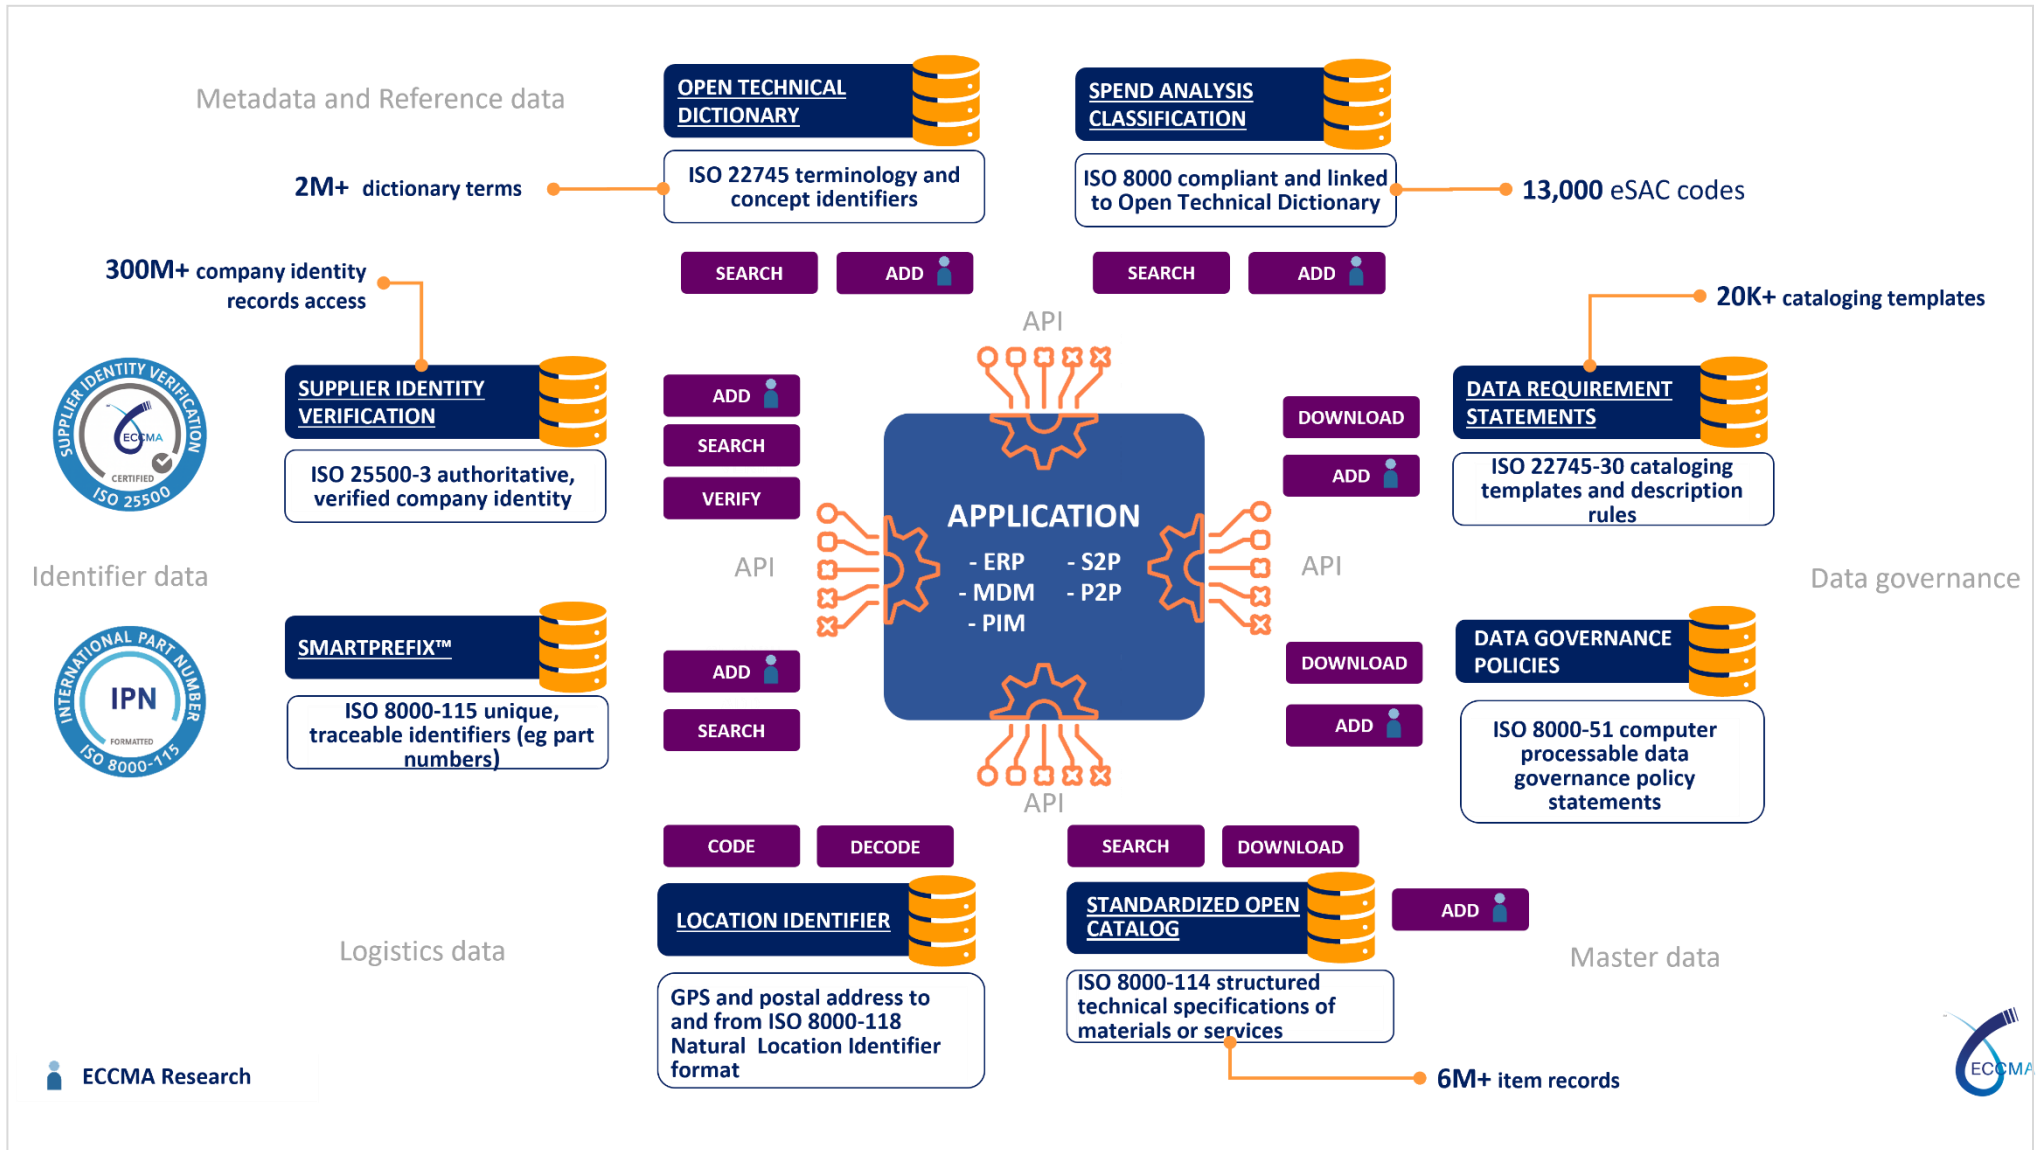 Metadata and Reference data
OPEN TECHNICAL
DICTIONARY
ISO 22745 terminology and
concept identifiers
2M+ dictionary terms
SEARCH
ADD
SPEND ANALYSIS
CLASSIFICATION
ISO 8000 compliant and linked
to Open Technical Dictionary
13,000 eSAC codes
SEARCH
ADD
300M+ company identity
records access
SUPPLIER IDENTITY VERIFICATION
ECCMA
CERTIFIED
ISO 25500
SUPPLIER IDENTITY
VERIFICATION
ISO 25500-3 authoritative,
verified company identity
ADD
SEARCH
VERIFY
API
API
APPLICATION
- ERP
- MDM
- PIM
- S2P
- P2P
API
API
20K+ cataloging templates
DATA REQUIREMENT
STATEMENTS
ISO 22745-30 cataloging
templates and description
rules
DOWNLOAD
ADD
Identifier data
Data governance
INTERNATIONAL PART NUMBER
IPN
FORMATTED
ISO 8000-115
SMARTPREFIX™
ISO 8000-115 unique,
traceable identifiers (eg part
numbers)
ADD
SEARCH
DOWNLOAD
ADD
DATA GOVERNANCE
POLICIES
ISO 8000-51 computer
processable data
governance policy
statements
CODE
DECODE
LOCATION IDENTIFIER
GPS and postal address to
and from ISO 8000-118
Natural Location Identifier
format
Logistics data
SEARCH
DOWNLOAD
ADD
STANDARDIZED OPEN
CATALOG
ISO 8000-114 structured
technical specifications of
materials or services
6M+ item records
Master data
ECCMA Research
ECCMA